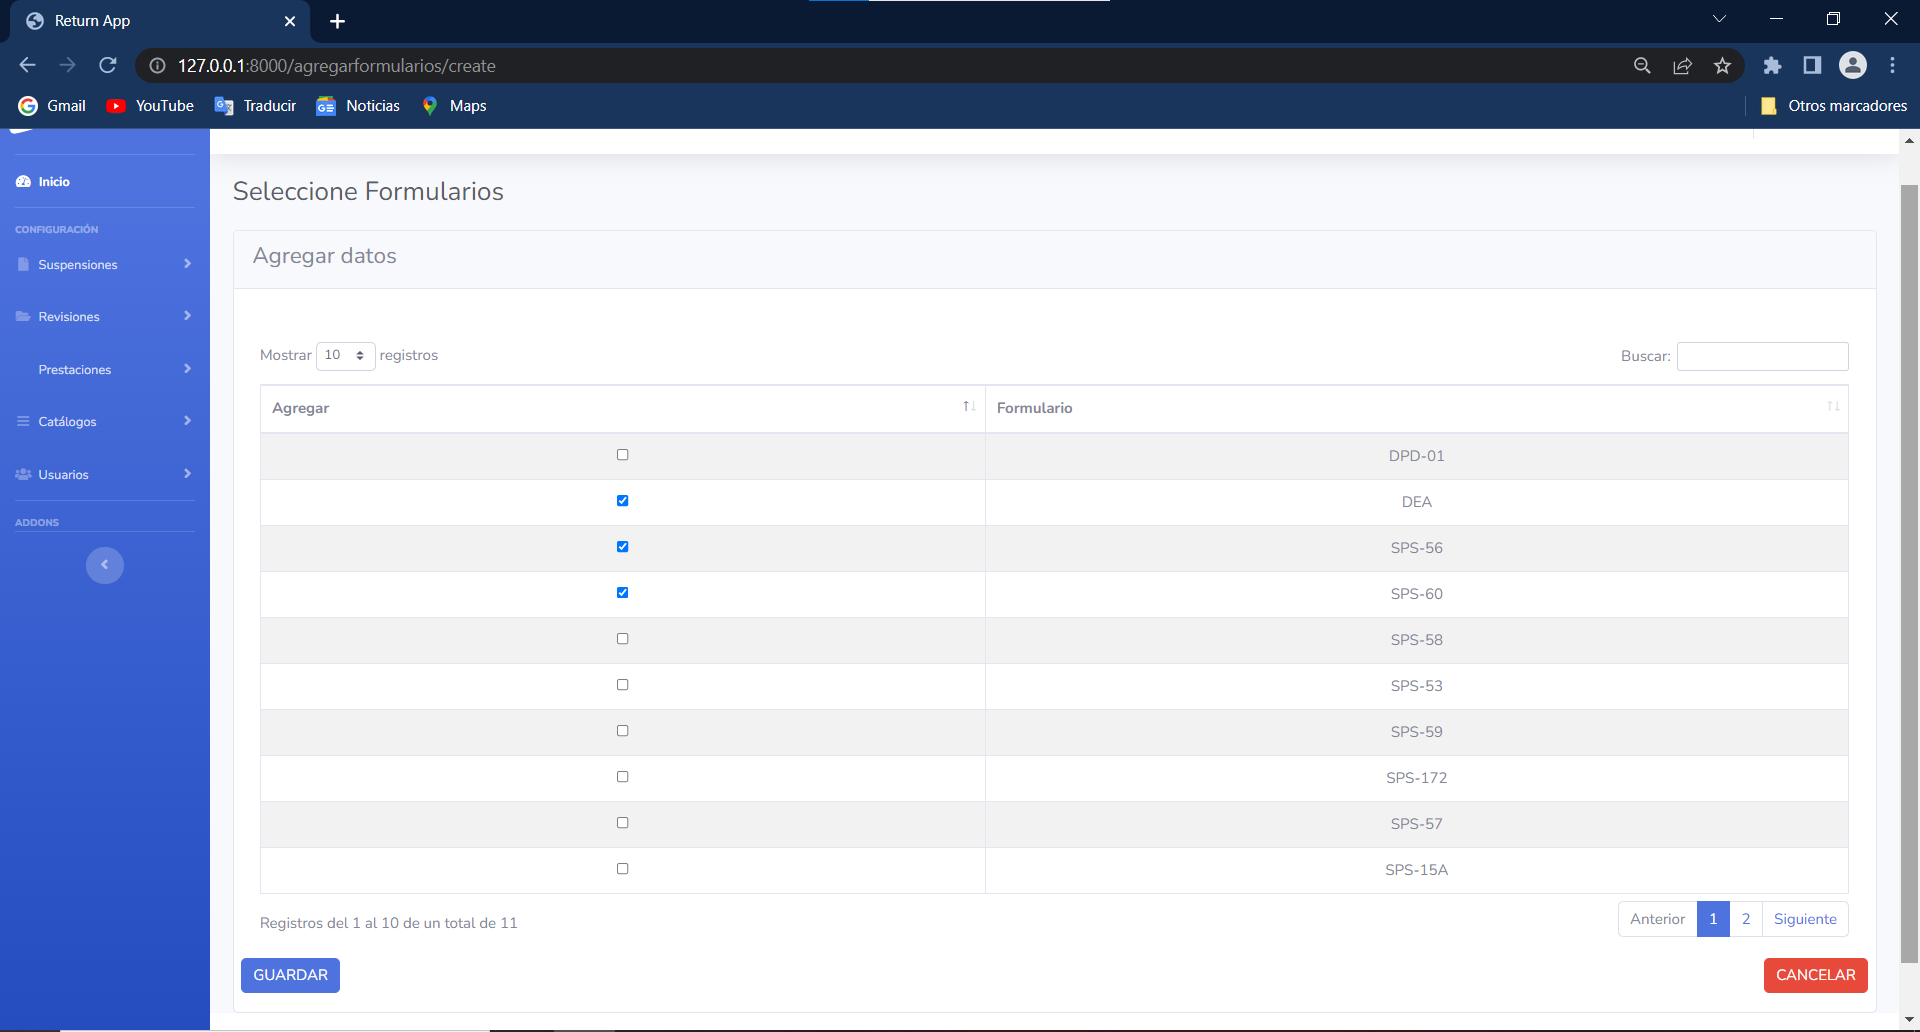 Return App
127.0.0.1:8000/agregarformularios/create
Gmail YouTube Traducir Noticias Maps Otros marcadores
Inicio
CONFIGURACIÓN
Suspensiones
Revisiones
Prestaciones
Catálogos
Usuarios
ADDONS
Seleccione Formularios
Agregar datos
Mostrar 10 registros Buscar:
Agregar Formulario
DPD-01
DEA
SPS-56
SPS-60
SPS-58
SPS-53
SPS-59
SPS-172
SPS-57
SPS-15A
Registros del 1 al 10 de un total de 11 Anterior 1 2 Siguiente
GUARDAR CANCELAR